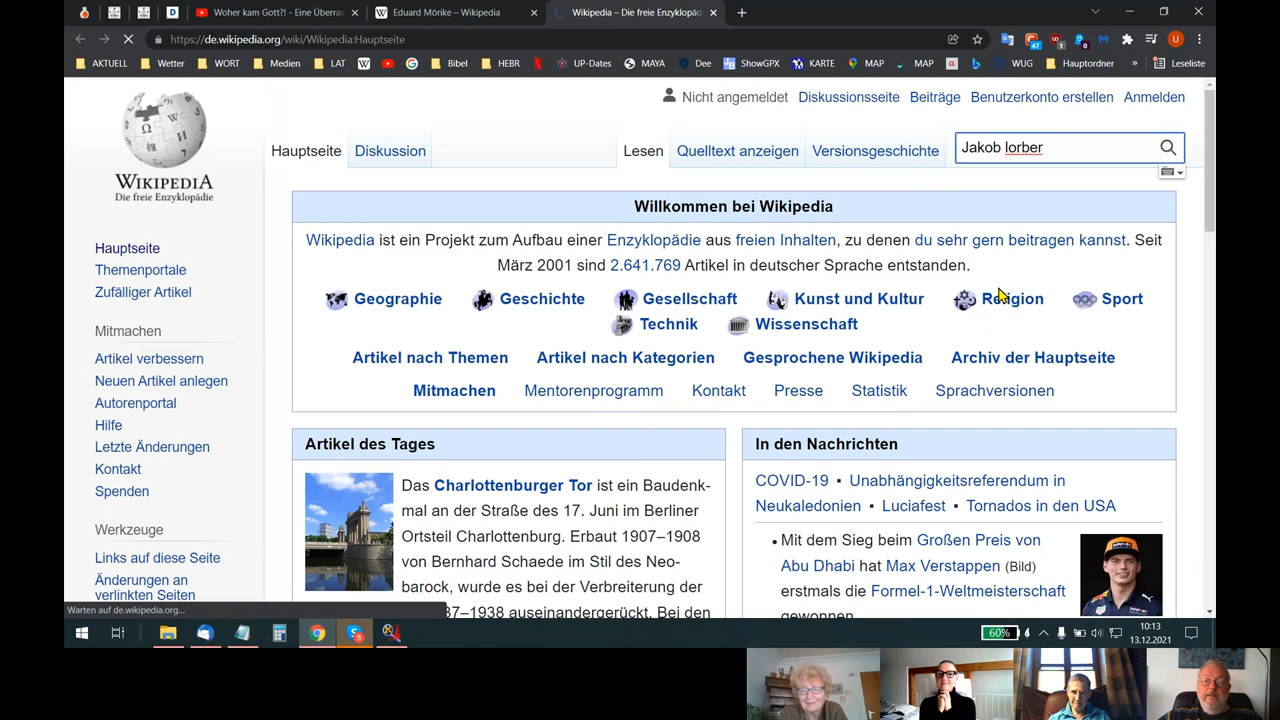 Woher kam Gott?! - Eine Überras
Eduard Mörike – Wikipedia
Wikipedia – Die freie Enzyklopädi
https://de.wikipedia.org/wiki/Wikipedia:Hauptseite
47
1
0
U
AKTUELL
Wetter
WORT
Medien
LAT
Bibel
HEBR
UP-Dates
MAYA
Dee
ShowGPX
KARTE
MAP
MAP
WUG
Hauptordner
»
Leseliste
Nicht angemeldet Diskussionsseite Beiträge Benutzerkonto erstellen Anmelden
WIKIPEDIA
Die freie Enzyklopädie
Hauptseite Diskussion Lesen Quelltext anzeigen Versionsgeschichte
Jakob lorber
Hauptseite
Themenportale
Zufälliger Artikel
Mitmachen
Artikel verbessern
Neuen Artikel anlegen
Autorenportal
Hilfe
Letzte Änderungen
Kontakt
Spenden
Werkzeuge
Links auf diese Seite
Änderungen an
verlinkten Seiten
Willkommen bei Wikipedia
Wikipedia ist ein Projekt zum Aufbau einer Enzyklopädie aus freien Inhalten, zu denen du sehr gern beitragen kannst. Seit
März 2001 sind 2.641.769 Artikel in deutscher Sprache entstanden.
Geographie Geschichte Gesellschaft Kunst und Kultur Religion Sport
Technik Wissenschaft
Artikel nach Themen Artikel nach Kategorien Gesprochene Wikipedia Archiv der Hauptseite
Mitmachen Mentorenprogramm Kontakt Presse Statistik Sprachversionen
Artikel des Tages
Das Charlottenburger Tor ist ein Baudenk-
mal an der Straße des 17. Juni im Berliner
Ortsteil Charlottenburg. Erbaut 1907–1908
von Bernhard Schaede im Stil des Neo-
barock, wurde es bei der Verbreiterung der
37–1938 auseinandergerückt. Bei den
In den Nachrichten
COVID-19 • Unabhängigkeitsreferendum in
Neukaledonien • Luciafest • Tornados in den USA
• Mit dem Sieg beim Großen Preis von
Abu Dhabi hat Max Verstappen (Bild)
erstmals die Formel-1-Weltmeisterschaft
gewonnen.
Warten auf de.wikipedia.org...
60%
10:13
13.12.2021